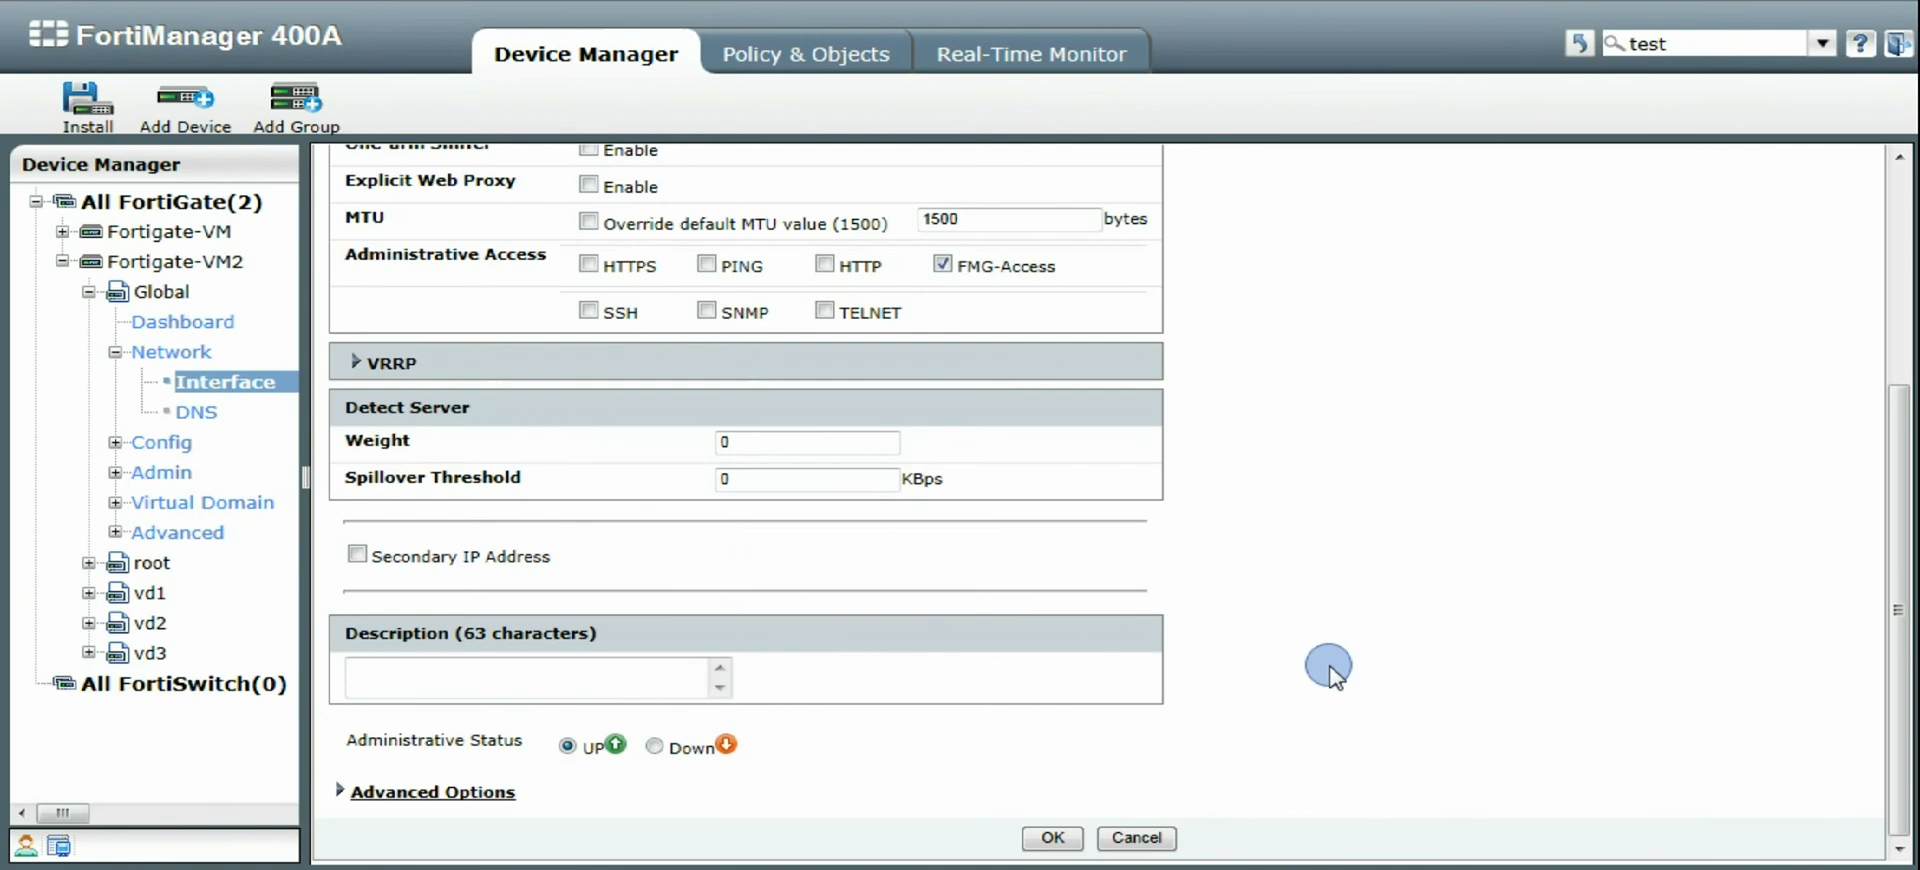 FortiManager 400A
Device Manager
Policy & Objects
Real-Time Monitor
test
?
Install
Add Device
Add Group
Device Manager
All FortiGate(2)
Fortigate-VM
Fortigate-VM2
Global
Dashboard
Network
Interface
DNS
Config
Admin
Virtual Domain
Advanced
root
vd1
vd2
vd3
All FortiSwitch(0)
One-arm Sniffer Enable
Explicit Web Proxy Enable
MTU Override default MTU value (1500) 1500 bytes
Administrative Access HTTPS PING HTTP FMG-Access
SSH SNMP TELNET
VRRP
Detect Server
Weight 0
Spillover Threshold 0 KBps
Secondary IP Address
Description (63 characters)
Administrative Status UP Down
Advanced Options
OK Cancel